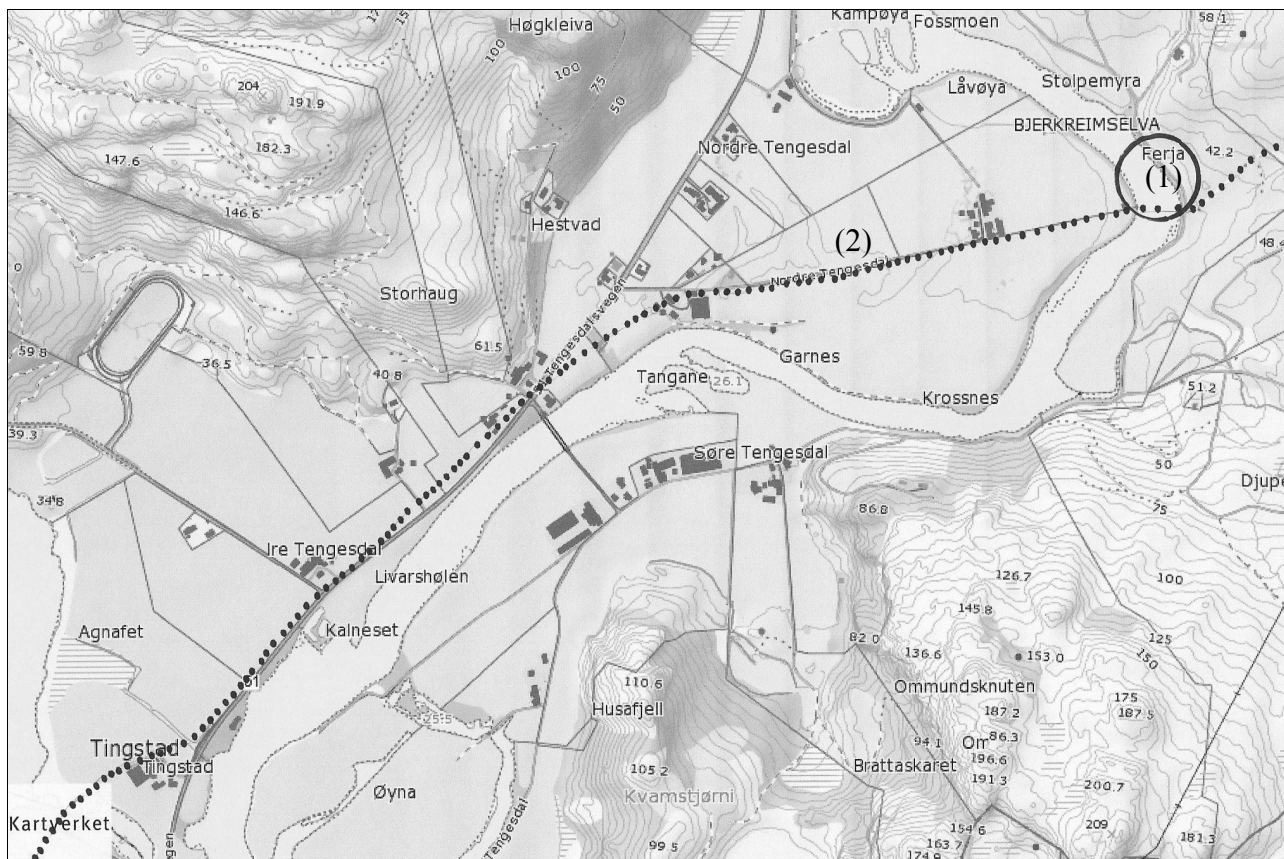 Høgkleiva
100
100
75
50
204
191.9
182.3
147.6
146.6
Kampøya
Fossmoen
58.1
Låvøya
Stolpemyra
BJERKREIMSELVA
Ferja
(1)
42.2
Nordre Tengesdal
Hestvad
(2)
Nordre Tengesdal
48.4
Storhaug
59.8
36.5
61.5
40.8
Tengesdalsvegen
Garnes
Tangane
26.1
Krossnes
51.2
39.3
Søre Tengesdal
50
75
34.8
86.8
Ire Tengesdal
Livarshølen
126.7
100
145.8
125
150
Agnafet
Kalneset
82.0
136.6
153.0
110.6
Ommundsknuten
175
187.2
187.5
Husafjell
25.5
86.3
94.1
Om
Tingstad
Tingstad
Brattaskaret
196.6
191.3
105.2
200.7
Øyna
Kvamstjørni
Kartverket
209
154.6
181.3
99.5
163.7
174.9
Tengesdal